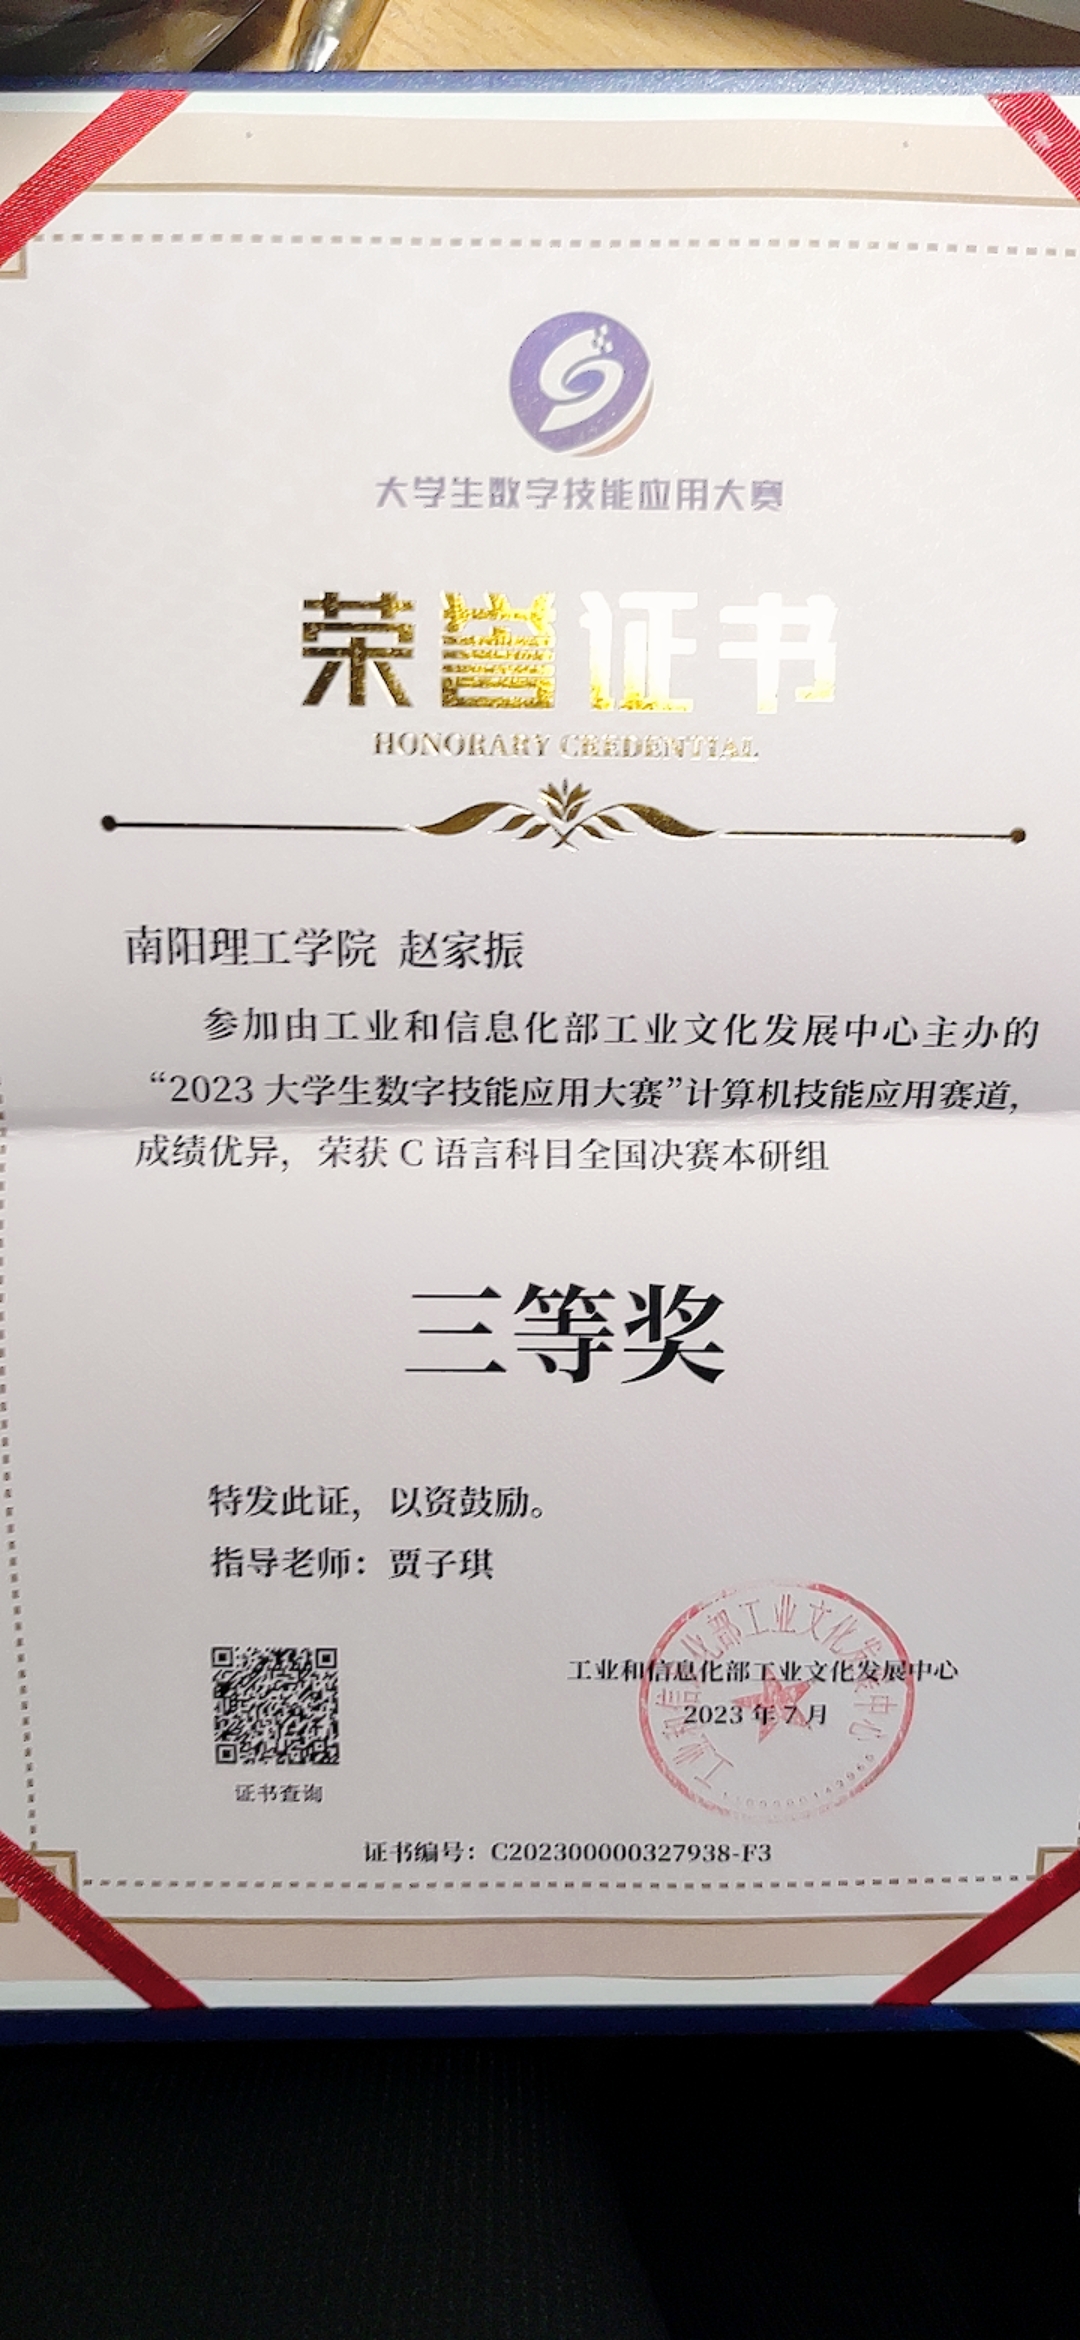 大学生数字技能应用大赛
荣誉证书
HONORARY CREDENTIAL
南阳理工学院 赵家振
参加由工业和信息化部工业文化发展中心主办的
“2023 大学生数字技能应用大赛”计算机技能应用赛道，
成绩优异，荣获 C 语言科目全国决赛本研组
三等奖
特发此证，以资鼓励。
指导老师：贾子琪
工业和信息化部工业文化发展中心
2023 年 7 月
工业和信息化部工业文化发展中心
证书查询
证书编号：C202300000327938-F3